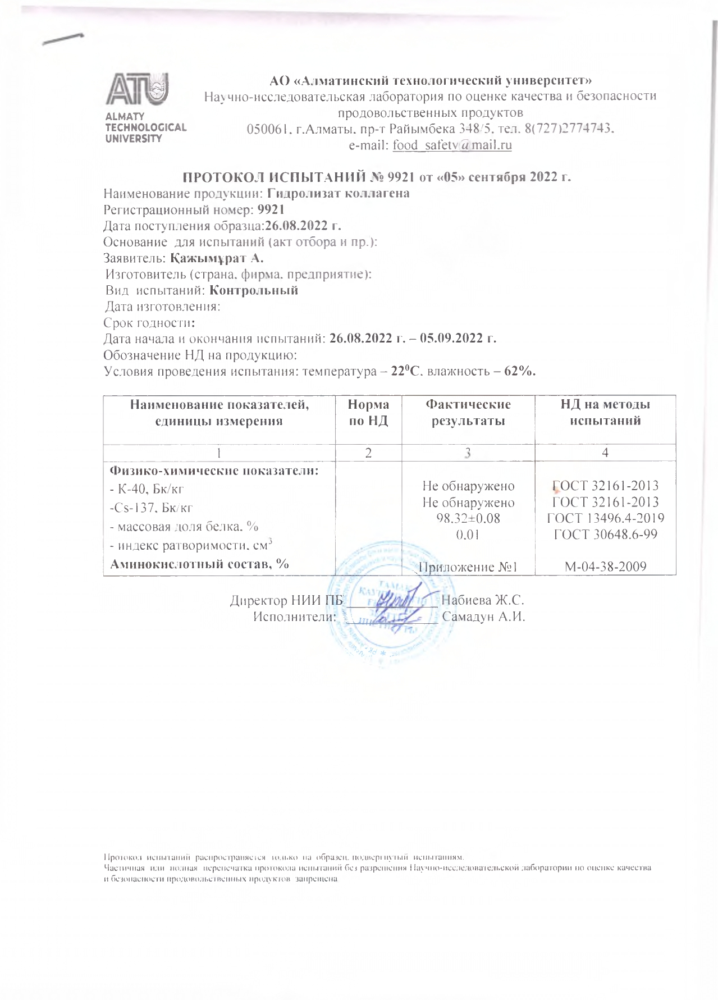 ATU
ALMATY
TECHNOLOGICAL
UNIVERSITY
АО «Алматинский технологический университет»
Научно-исследовательская лаборатория по оценке качества и безопасности
продовольственных продуктов
050061, г.Алматы, пр-т Райымбека 348/5, тел. 8(727)2774743,
e-mail: food_safety@mail.ru
ПРОТОКОЛ ИСПЫТАНИЙ № 9921 от «05» сентября 2022 г.
Наименование продукции: Гидролизат коллагена
Регистрационный номер: 9921
Дата поступления образца:26.08.2022 г.
Основание для испытаний (акт отбора и пр.):
Заявитель: Қажымұрат А.
Изготовитель (страна, фирма, предприятие):
Вид испытаний: Контрольный
Дата изготовления:
Срок годности:
Дата начала и окончания испытаний: 26.08.2022 г. – 05.09.2022 г.
Обозначение НД на продукцию:
Условия проведения испытания: температура – 22⁰С, влажность – 62%.
Наименование показателей, единицы измерения | Норма по НД | Фактические результаты | НД на методы испытаний
1 2 3 4
Физико-химические показатели:
- К-40, Бк/кг Не обнаружено ГОСТ 32161-2013
-Cs-137, Бк/кг Не обнаружено ГОСТ 32161-2013
- массовая доля белка, % 98.32±0.08 ГОСТ 13496.4-2019
- индекс ратворимости, см³ 0.01 ГОСТ 30648.6-99
Аминокислотный состав, % Приложение №1 М-04-38-2009
Директор НИИ ПБ ____________ Набиева Ж.С.
Исполнители: ____________ Самадун А.И.
Протокол испытаний распространяется только на образец, подвергнутый испытаниям.
Частичная или полная перепечатка протокола испытаний без разрешения Научно-исследовательской лаборатории по оценке качества
и безопасности продовольственных продуктов запрещена